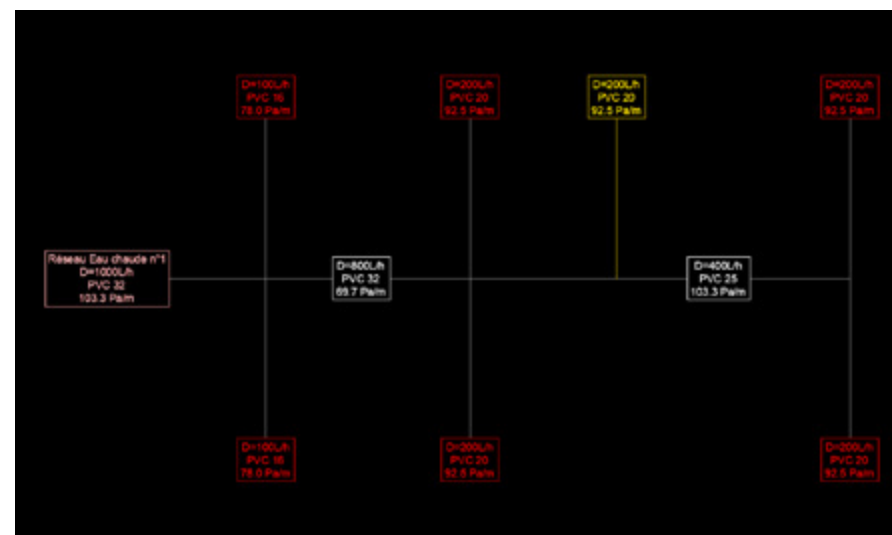 D=100L/h
PVC 16
78.0 Pa/m
D=200L/h
PVC 20
92.5 Pa/m
D=200L/h
PVC 20
92.5 Pa/m
D=200L/h
PVC 20
92.5 Pa/m
Réseau Eau chaude n°1
D=1000L/h
PVC 32
103.3 Pa/m
D=800L/h
PVC 32
69.7 Pa/m
D=400L/h
PVC 25
103.3 Pa/m
D=100L/h
PVC 16
78.0 Pa/m
D=200L/h
PVC 20
92.5 Pa/m
D=200L/h
PVC 20
92.5 Pa/m